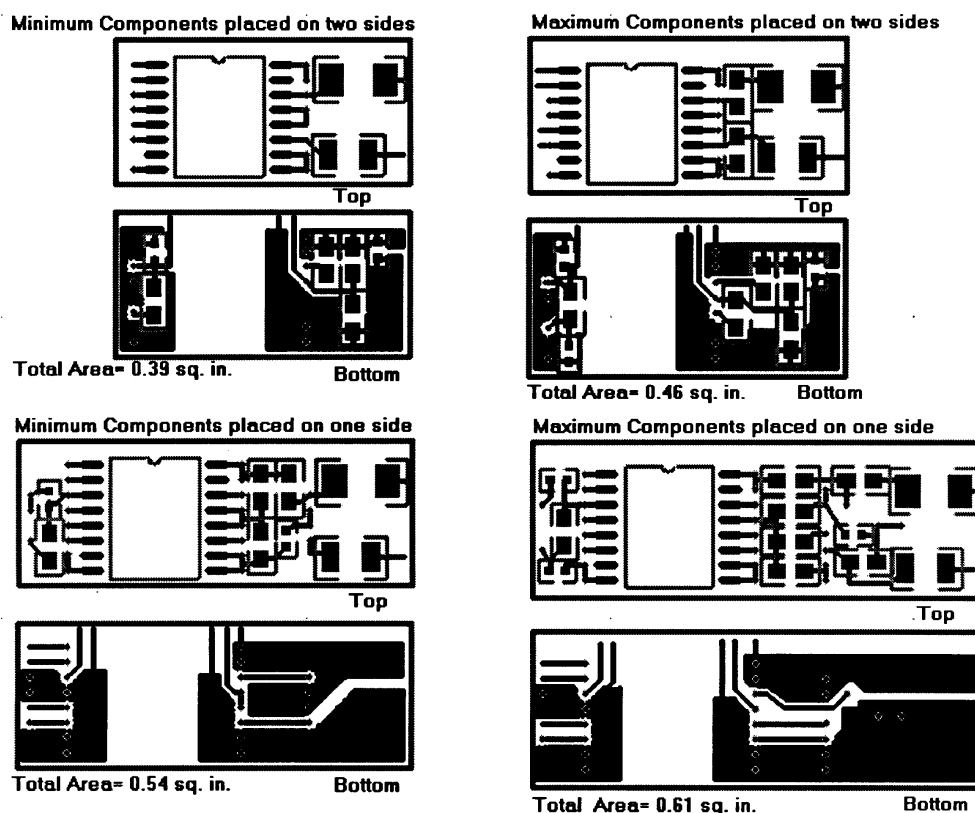 Minimum Components placed on two sides
Top
Total Area= 0.39 sq. in.
Bottom
Maximum Components placed on two sides
Top
Total Area= 0.46 sq. in.
Bottom
Minimum Components placed on one side
Top
Total Area= 0.54 sq. in.
Bottom
Maximum Components placed on one side
Top
Total Area= 0.61 sq. in.
Bottom